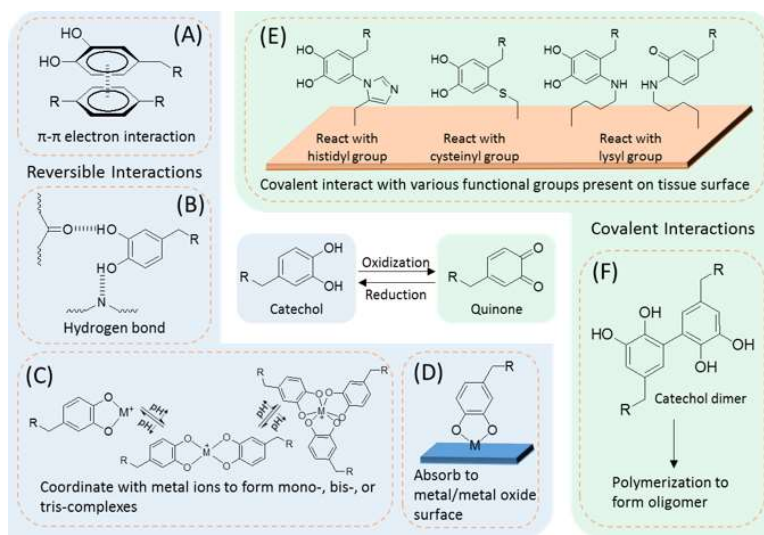 (A)
HO
HO
R
R
R
π-π electron interaction
Reversible Interactions
(B)
O
HO
HO
R
N
Hydrogen bond
(C)
R
O
O
M+
pH↑
pH↓
R
O
O
M
+
O
O
R
pH↑
pH↓
R
R
O
O
O
O
O
O
M
+
R
Coordinate with metal ions to form mono-, bis-, or
tris-complexes
(D)
R
O
O
M
Absorb to
metal/metal oxide
surface
(E)
HO
HO
R
N
N
HO
HO
R
S
HO
HO
R
NH
O
R
HN
React with
histidyl group
React with
cysteinyl group
React with
lysyl group
Covalent interact with various functional groups present on tissue surface
Covalent Interactions
R
OH
OH
Catechol
Oxidization
Reduction
R
O
O
Quinone
(F)
R
OH
HO
OH
OH
R
Catechol dimer
Polymerization to
form oligomer